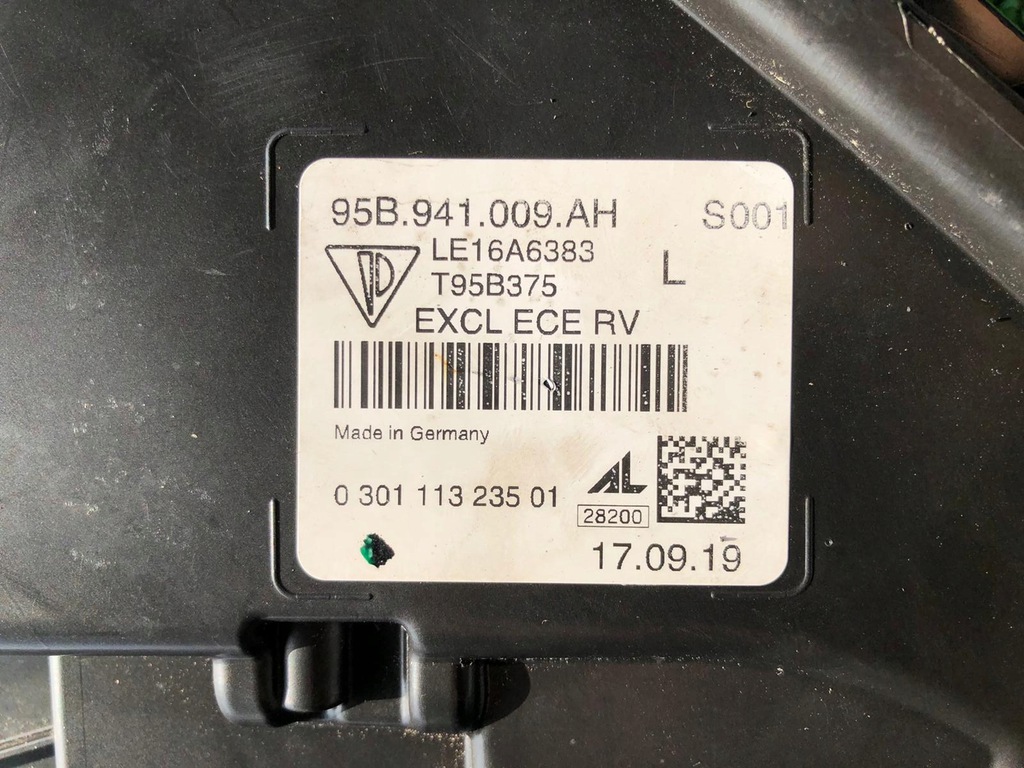 95B.941.009.AH S001
LE16A6383
T95B375 L
EXCL ECE RV
Made in Germany
0 301 113 235 01
AL
28200
17.09.19